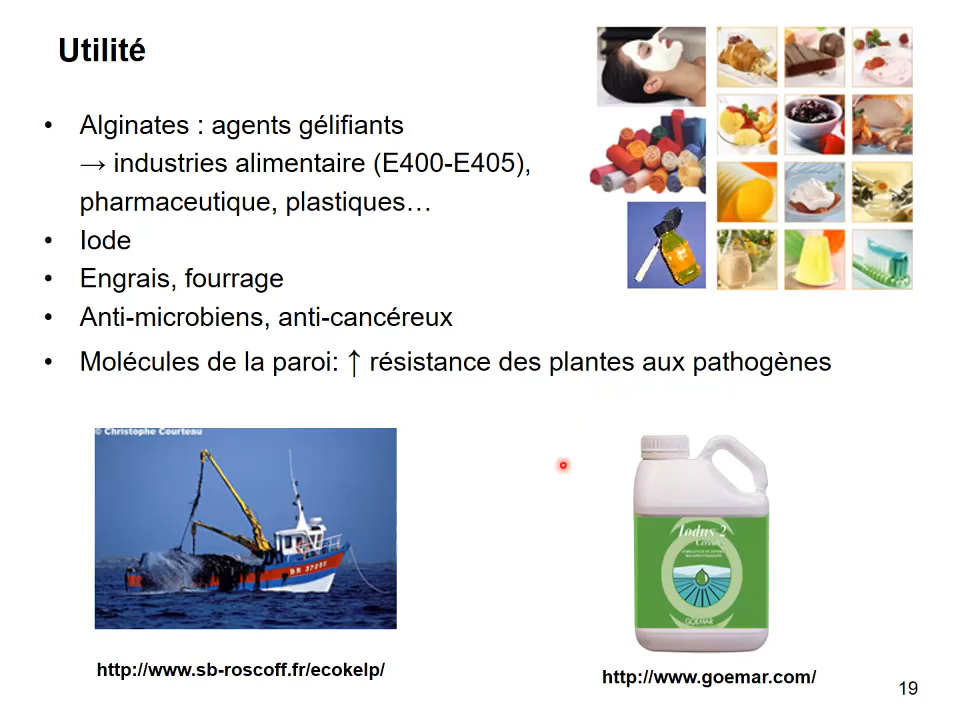 Utilité
• Alginates : agents gélifiants
→ industries alimentaire (E400-E405),
pharmaceutique, plastiques…
• Iode
• Engrais, fourrage
• Anti-microbiens, anti-cancéreux
• Molécules de la paroi: ↑ résistance des plantes aux pathogènes
© Christophe Courteau
Iodus 2
GOEMAR
http://www.sb-roscoff.fr/ecokelp/
http://www.goemar.com/
19